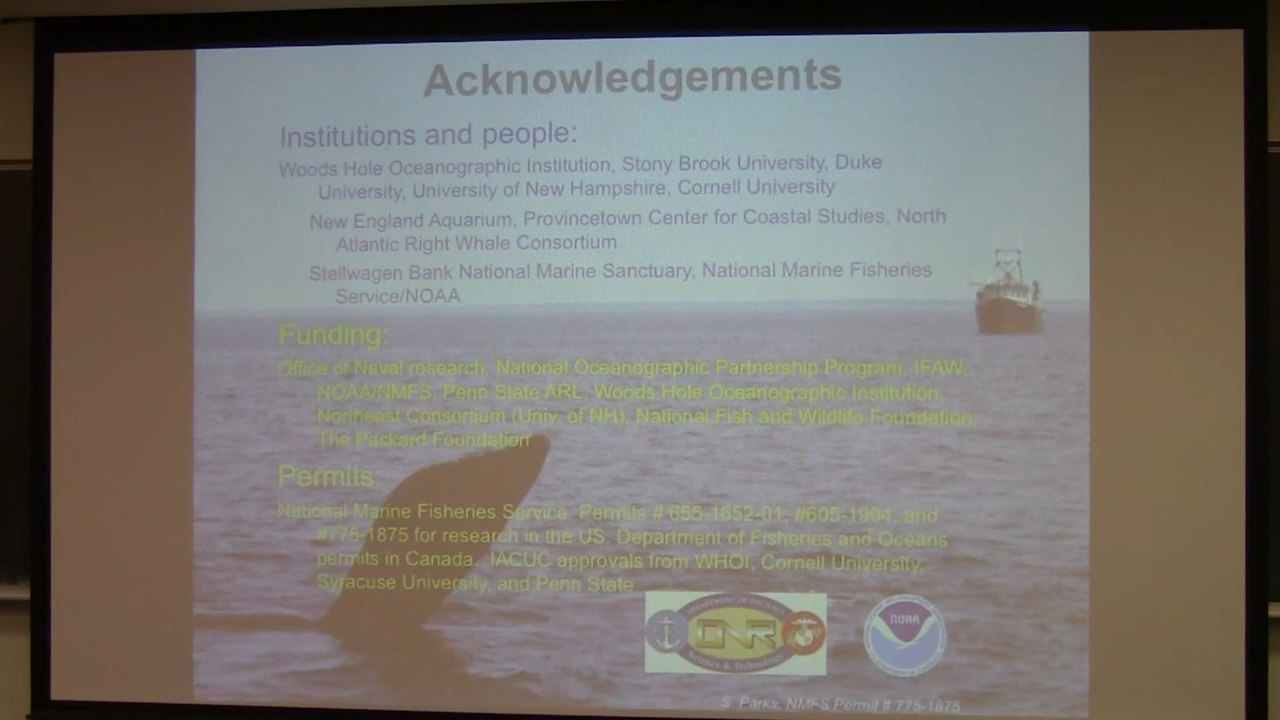 Acknowledgements
Institutions and people:
Woods Hole Oceanographic Institution, Stony Brook University, Duke
University, University of New Hampshire, Cornell University
New England Aquarium, Provincetown Center for Coastal Studies, North
Atlantic Right Whale Consortium
Stellwagen Bank National Marine Sanctuary, National Marine Fisheries
Service/NOAA
Funding:
Office of Naval research, National Oceanographic Partnership Program, IFAW,
NOAA/NMFS, Penn State ARL, Woods Hole Oceanographic Institution,
Northeast Consortium (Univ. of NH), National Fish and Wildlife Foundation,
The Packard Foundation
Permits:
National Marine Fisheries Service Permits # 655-1652-01, #605-1904, and
#775-1875 for research in the US, Department of Fisheries and Oceans
permits in Canada. IACUC approvals from WHOI, Cornell University,
Syracuse University, and Penn State
DEPARTMENT OF THE NAVY
ONR
Science & Technology
NOAA
S. Parks, NMFS Permit # 775-1875